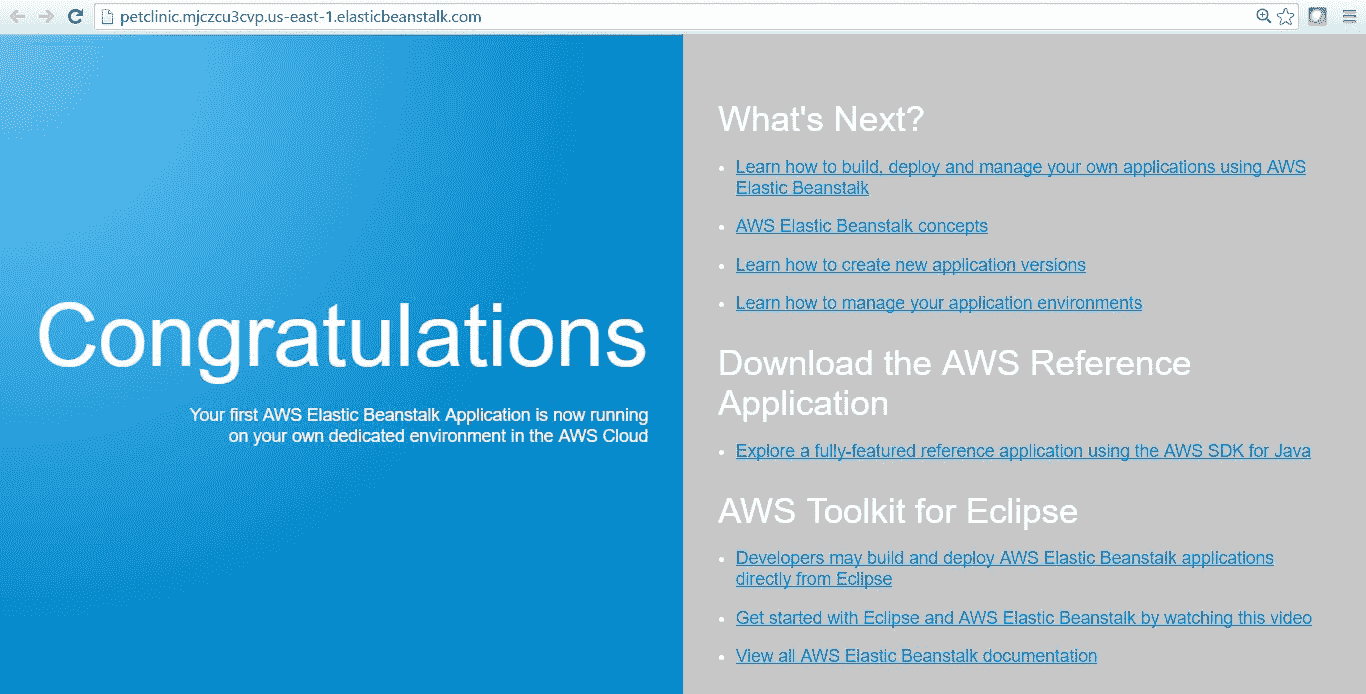 petclinic.mjczcu3cvp.us-east-1.elasticbeanstalk.com
Congratulations
Your first AWS Elastic Beanstalk Application is now running
on your own dedicated environment in the AWS Cloud
What's Next?
Learn how to build, deploy and manage your own applications using AWS
Elastic Beanstalk
AWS Elastic Beanstalk concepts
Learn how to create new application versions
Learn how to manage your application environments
Download the AWS Reference
Application
Explore a fully-featured reference application using the AWS SDK for Java
AWS Toolkit for Eclipse
Developers may build and deploy AWS Elastic Beanstalk applications
directly from Eclipse
Get started with Eclipse and AWS Elastic Beanstalk by watching this video
View all AWS Elastic Beanstalk documentation